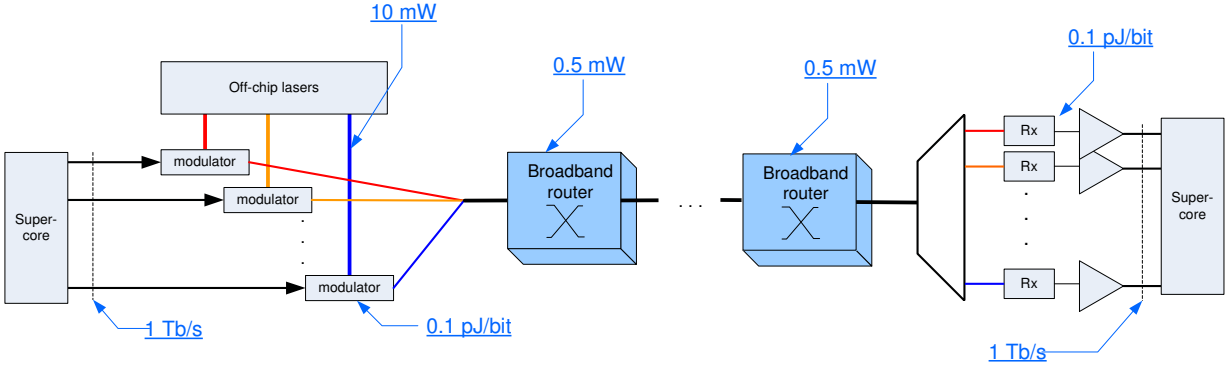 10 mW
0.1 pJ/bit
0.5 mW
0.5 mW
Off-chip lasers
Rx
modulator
Rx
Broadband
router
Broadband
router
modulator
Super-
core
. . .
Super-
core
modulator
Rx
0.1 pJ/bit
1 Tb/s
1 Tb/s